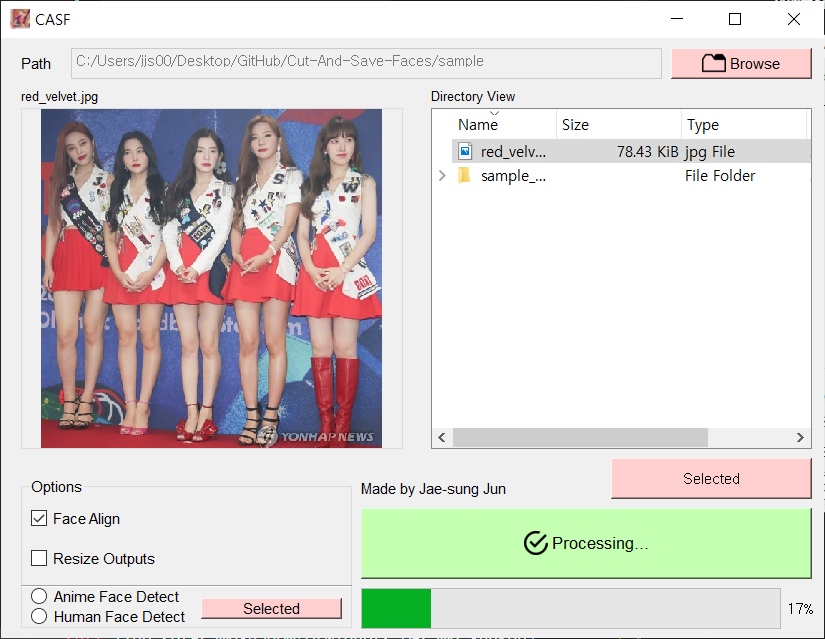 CASF
Path
C:/Users/jjs00/Desktop/GitHub/Cut-And-Save-Faces/sample
Browse
red_velvet.jpg
Directory View
Name Size Type
red_velv... 78.43 KiB jpg File
sample_... File Folder
S
W
YONHAP NEWS
Selected
Options
Made by Jae-sung Jun
Face Align
Resize Outputs
Processing...
Anime Face Detect
Human Face Detect
Selected
17%